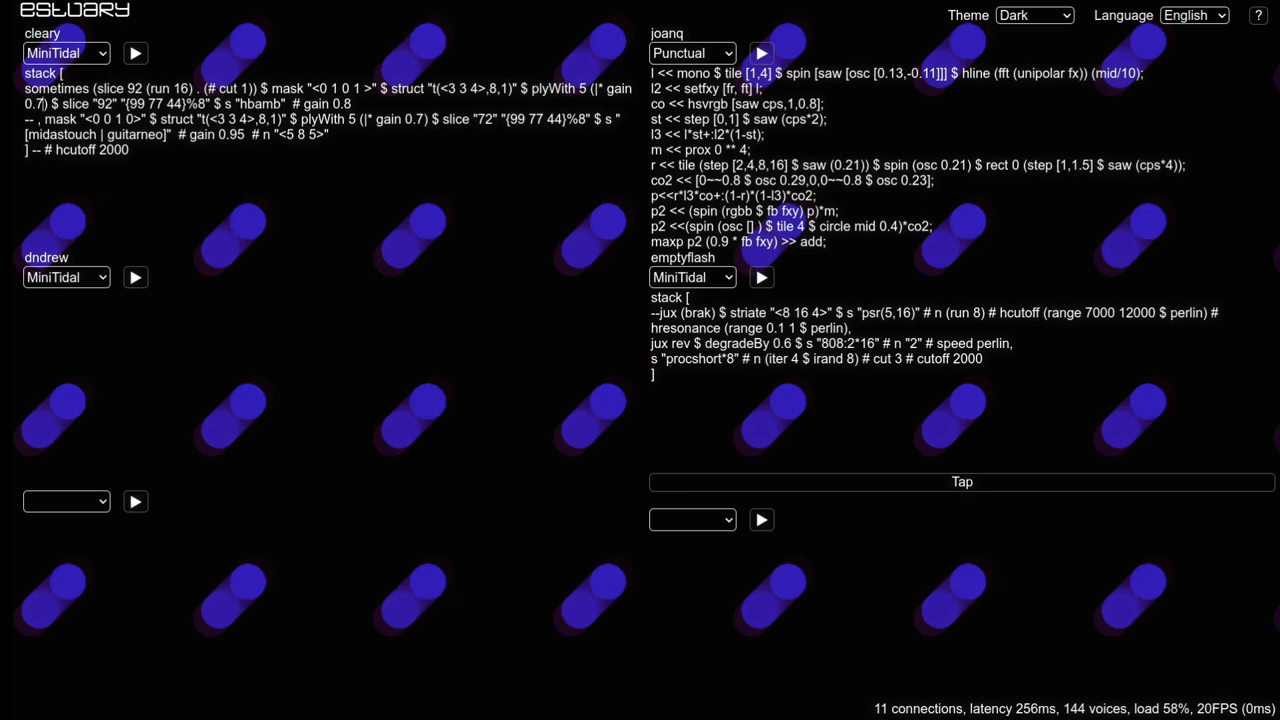 estuary
Theme Dark Language English ?
cleary
MiniTidal
stack [
sometimes (slice 92 (run 16) . (# cut 1)) $ mask "<0 1 0 1 >" $ struct "t(<3 3 4>,8,1)" $ plyWith 5 (|* gain
0.7) $ slice "92" "{99 77 44}%8" $ s "hbamb"  # gain 0.8
-- , mask "<0 0 1 0>" $ struct "t(<3 3 4>,8,1)" $ plyWith 5 (|* gain 0.7) $ slice "72" "{99 77 44}%8" $ s "
[midastouch | guitarneo]"  # gain 0.95  # n "<5 8 5>"
] -- # hcutoff 2000
joanq
Punctual
l << mono $ tile [1,4] $ spin [saw [osc [0.13,-0.11]]] $ hline (fft (unipolar fx)) (mid/10);
l2 << setfxy [fr, ft] l;
co << hsvrgb [saw cps,1,0.8];
st << step [0,1] $ saw (cps*2);
l3 << l*st+:l2*(1-st);
m << prox 0 ** 4;
r << tile (step [2,4,8,16] $ saw (0.21)) $ spin (osc 0.21) $ rect 0 (step [1,1.5] $ saw (cps*4));
co2 << [0~~0.8 $ osc 0.29,0,0~~0.8 $ osc 0.23];
p<<r*l3*co+:(1-r)*(1-l3)*co2;
p2 << (spin (rgbb $ fb fxy) p)*m;
p2 <<(spin (osc [] ) $ tile 4 $ circle mid 0.4)*co2;
maxp p2 (0.9 * fb fxy) >> add;
dndrew
MiniTidal
emptyflash
MiniTidal
stack [
--jux (brak) $ striate "<8 16 4>" $ s "psr(5,16)" # n (run 8) # hcutoff (range 7000 12000 $ perlin) #
hresonance (range 0.1 1 $ perlin),
jux rev $ degradeBy 0.6 $ s "808:2*16" # n "2" # speed perlin,
s "procshort*8" # n (iter 4 $ irand 8) # cut 3 # cutoff 2000
]
Tap
11 connections, latency 256ms, 144 voices, load 58%, 20FPS (0ms)